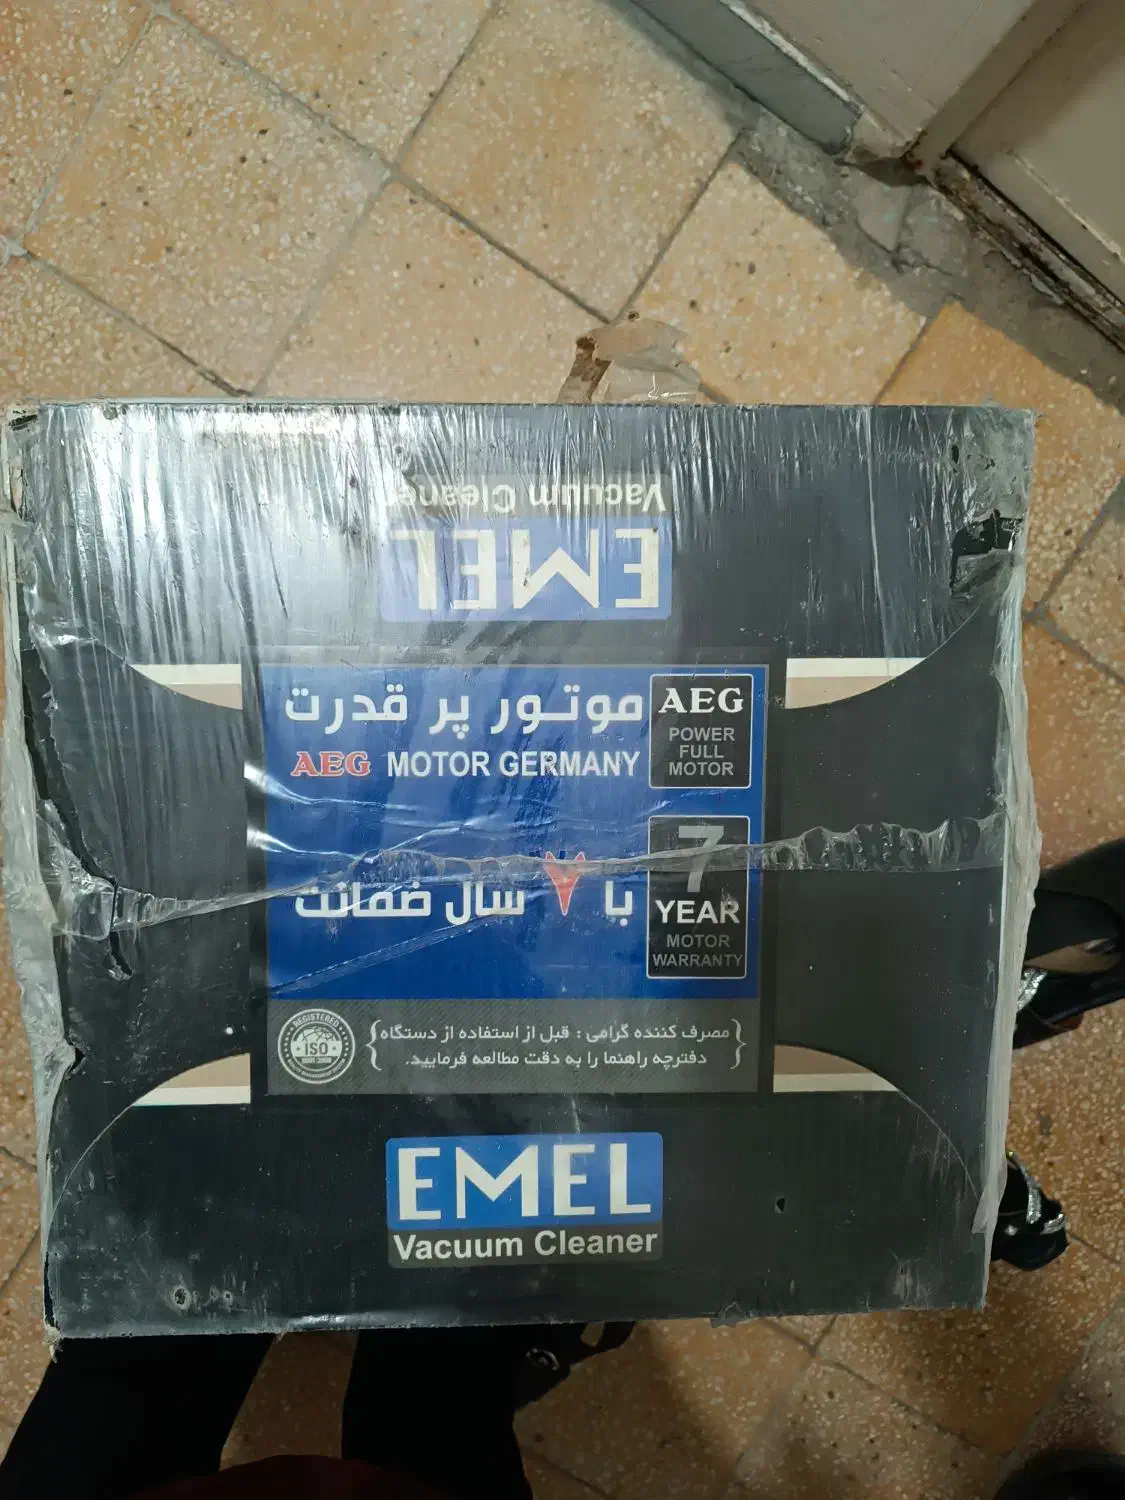 Vacuum Cleaner
EMEL
موتور پر قدرت
AEG MOTOR GERMANY
AEG
POWER
FULL
MOTOR
با ۷ سال ضمانت
7
YEAR
MOTOR
WARRANTY
مصرف کننده گرامی : قبل از استفاده از دستگاه
دفترچه راهنما را به دقت مطالعه فرمایید.
REGISTERED
ISO
EMEL
Vacuum Cleaner